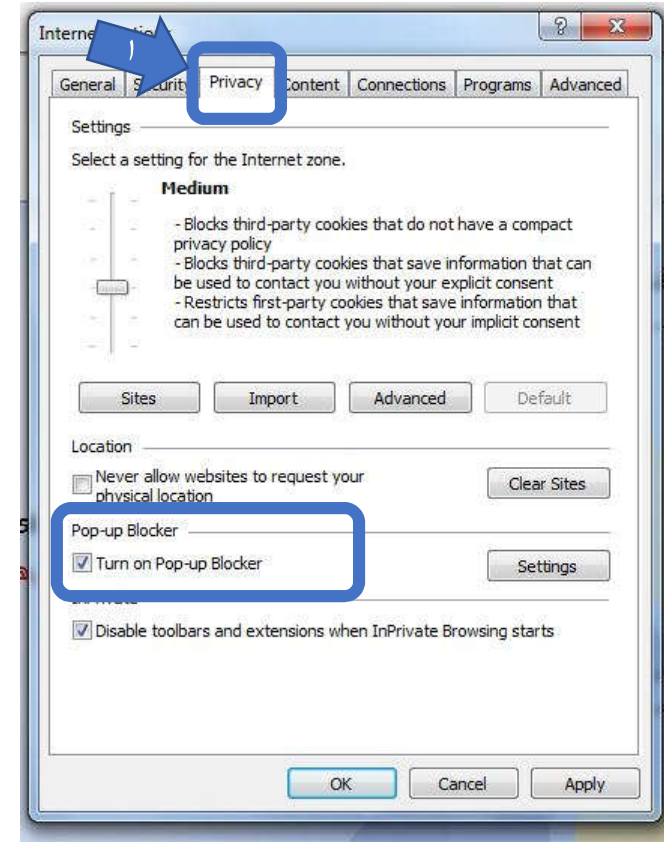 ١
General Security Privacy Content Connections Programs Advanced
Settings
Select a setting for the Internet zone.
Medium
- Blocks third-party cookies that do not have a compact
privacy policy
- Blocks third-party cookies that save information that can
be used to contact you without your explicit consent
- Restricts first-party cookies that save information that
can be used to contact you without your implicit consent
Sites Import Advanced Default
Location
Never allow websites to request your
physical location
Clear Sites
Pop-up Blocker
Turn on Pop-up Blocker
Settings
Disable toolbars and extensions when InPrivate Browsing starts
OK Cancel Apply